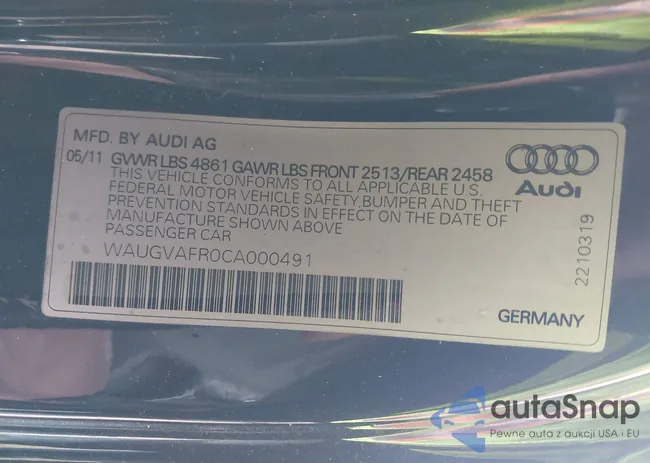 MFD. BY AUDI AG
05/11 GVWR LBS 4861 GAWR LBS FRONT 2513/REAR 2458
THIS VEHICLE CONFORMS TO ALL APPLICABLE U.S.
FEDERAL MOTOR VEHICLE SAFETY,BUMPER AND THEFT
PREVENTION STANDARDS IN EFFECT ON THE DATE OF
MANUFACTURE SHOWN ABOVE
PASSENGER CAR
WAUGVAFR0CA000491
Audi
2210319
GERMANY
autaSnap
Pewne auta z aukcji USA i EU